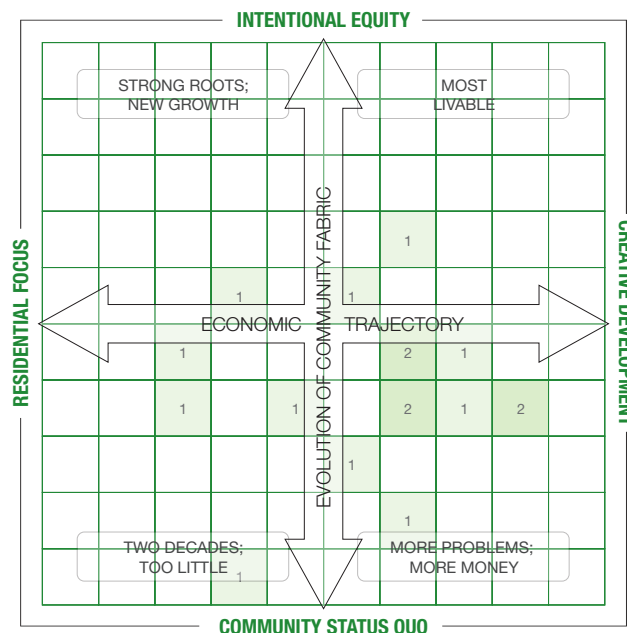 INTENTIONAL EQUITY
STRONG ROOTS;
NEW GROWTH
MOST
LIVABLE
RESIDENTIAL FOCUS
CREATIVE DEVELOPMENT
EVOLUTION OF COMMUNITY FABRIC
1
1
1
ECONOMIC TRAJECTORY
1
2
1
1
1
2
1
2
1
1
TWO DECADES;
TOO LITTLE
MORE PROBLEMS;
MORE MONEY
1
COMMUNITY STATUS QUO